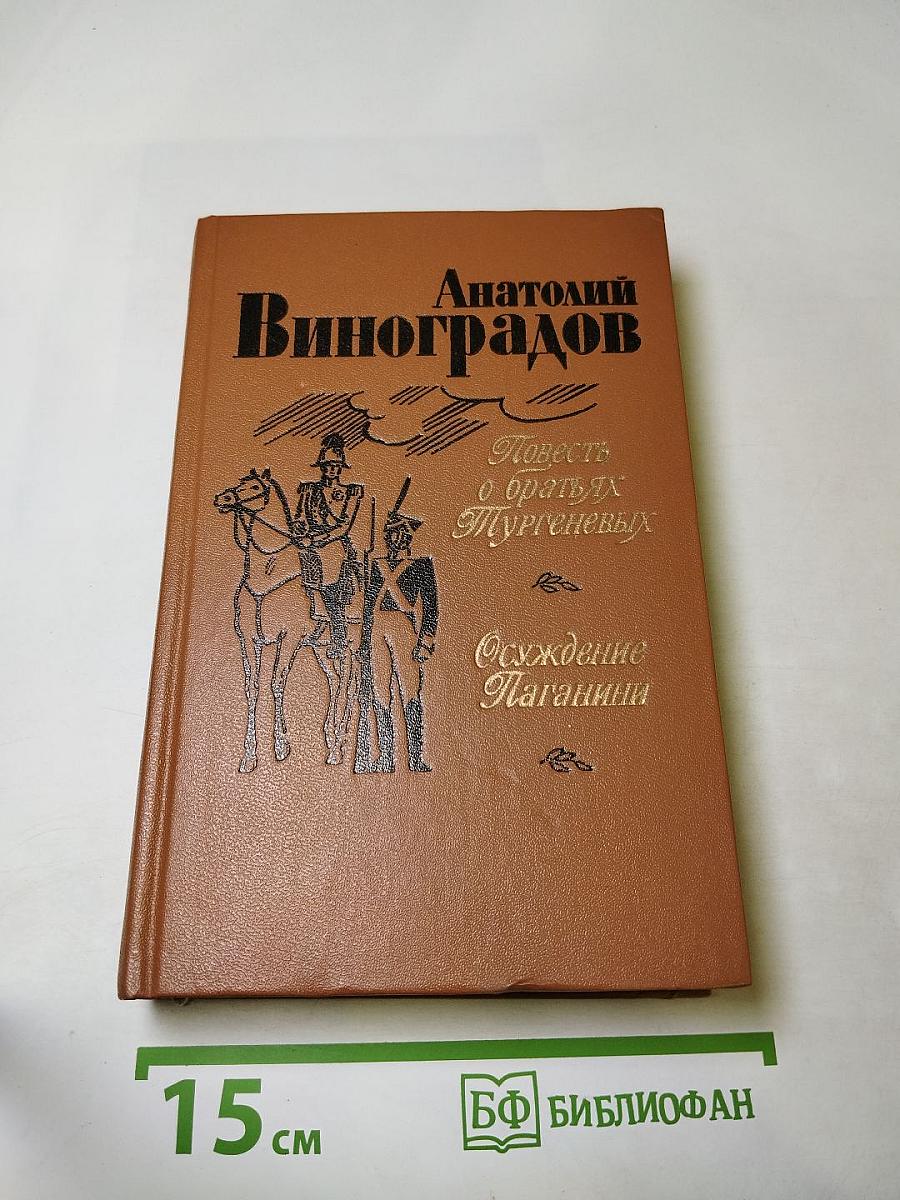 Анатолий
Виноградов
Повесть
о братьях
Тургеневых
Осуждение
Паганини
15 см
БФ БИБЛИОФАН